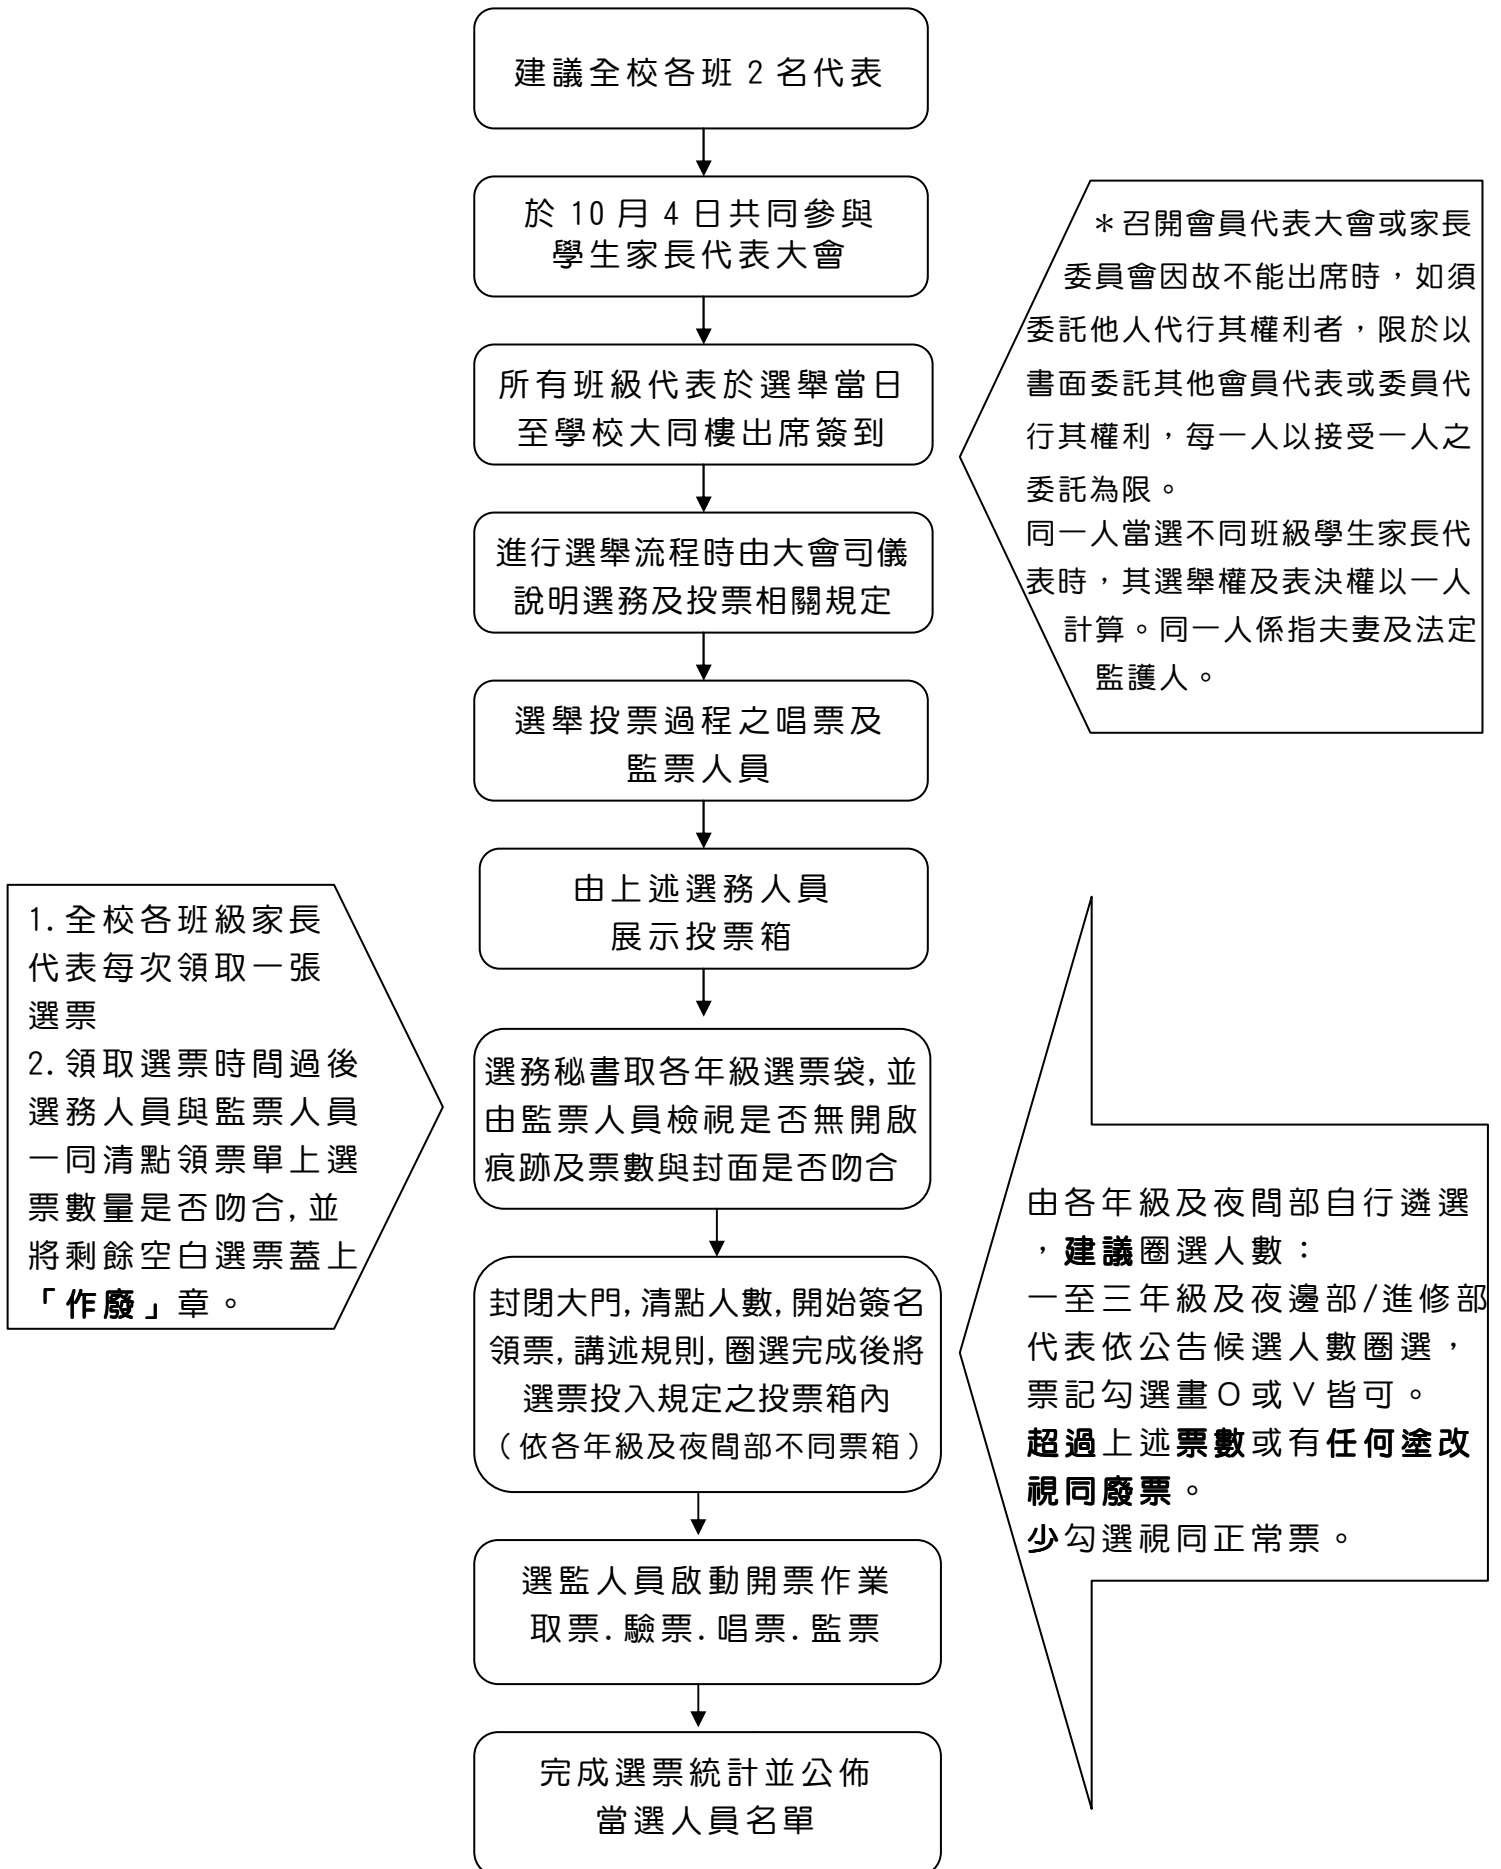 建議全校各班 2 名代表
於 10 月 4 日共同參與
學生家長代表大會
所有班級代表於選舉當日
至學校大同樓出席簽到
＊召開會員代表大會或家長
委員會因故不能出席時，如須
委託他人代行其權利者，限於以
書面委託其他會員代表或委員代
行其權利，每一人以接受一人之
委託為限。
同一人當選不同班級學生家長代
表時，其選舉權及表決權以一人
計算。同一人係指夫妻及法定
監護人。
進行選舉流程時由大會司儀
說明選務及投票相關規定
選舉投票過程之唱票及
監票人員
由上述選務人員
展示投票箱
1.全校各班級家長
代表每次領取一張
選票
2.領取選票時間過後
選務人員與監票人員
一同清點領票單上選
票數量是否吻合,並
將剩餘空白選票蓋上
「作廢」章。
選務秘書取各年級選票袋,並
由監票人員檢視是否無開啟
痕跡及票數與封面是否吻合
封閉大門,清點人數,開始簽名
領票,講述規則,圈選完成後將
選票投入規定之投票箱內
（依各年級及夜間部不同票箱）
由各年級及夜間部自行遴選
，建議圈選人數：
一至三年級及夜邊部/進修部
代表依公告候選人數圈選，
票記勾選畫Ｏ或Ｖ皆可。
超過上述票數或有任何塗改
視同廢票。
少勾選視同正常票。
選監人員啟動開票作業
取票.驗票.唱票.監票
完成選票統計並公佈
當選人員名單